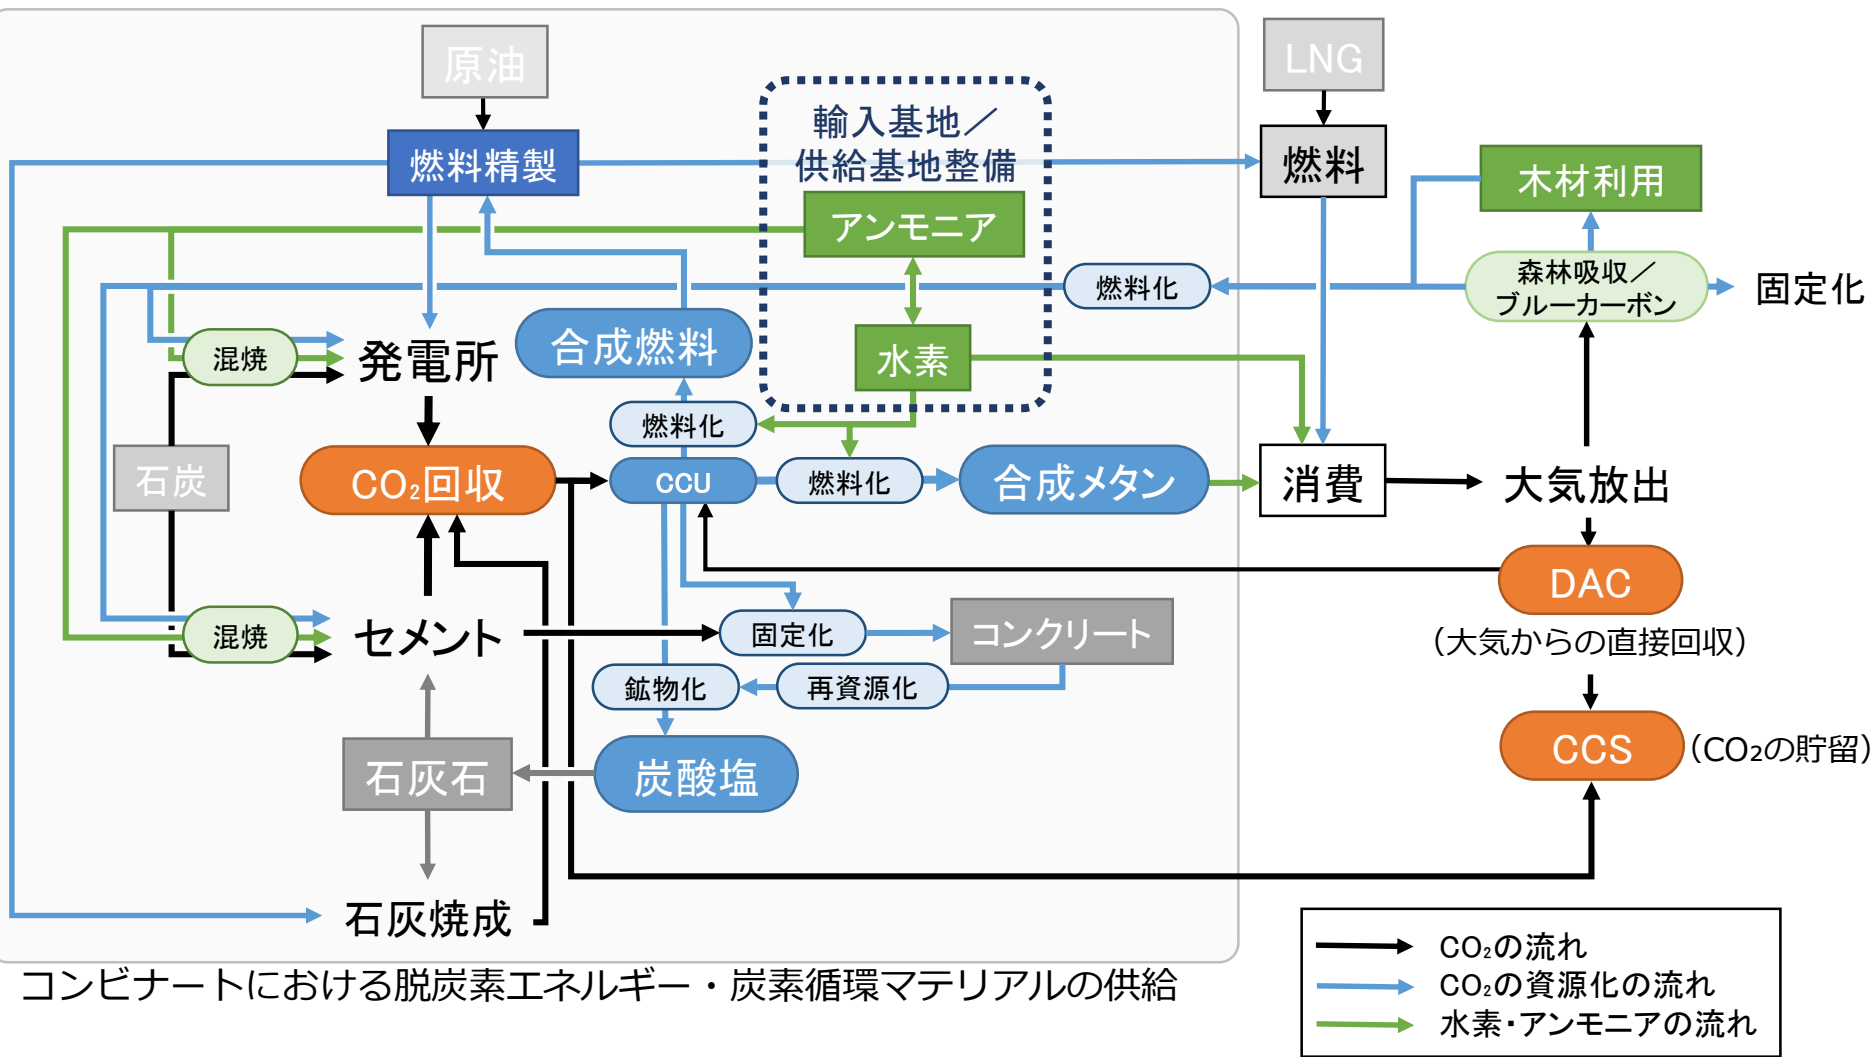 原油
LNG
輸入基地／
供給基地整備
燃料精製
燃料
木材利用
アンモニア
森林吸収／
ブルーカーボン
固定化
燃料化
混焼
発電所
合成燃料
水素
燃料化
石炭
CO₂回収
CCU
燃料化
合成メタン
消費
大気放出
DAC
（大気からの直接回収）
混焼
セメント
固定化
コンクリート
鉱物化
再資源化
石灰石
炭酸塩
CCS
（CO₂の貯留）
石灰焼成
コンビナートにおける脱炭素エネルギー・炭素循環マテリアルの供給
CO₂の流れ
CO₂の資源化の流れ
水素・アンモニアの流れ